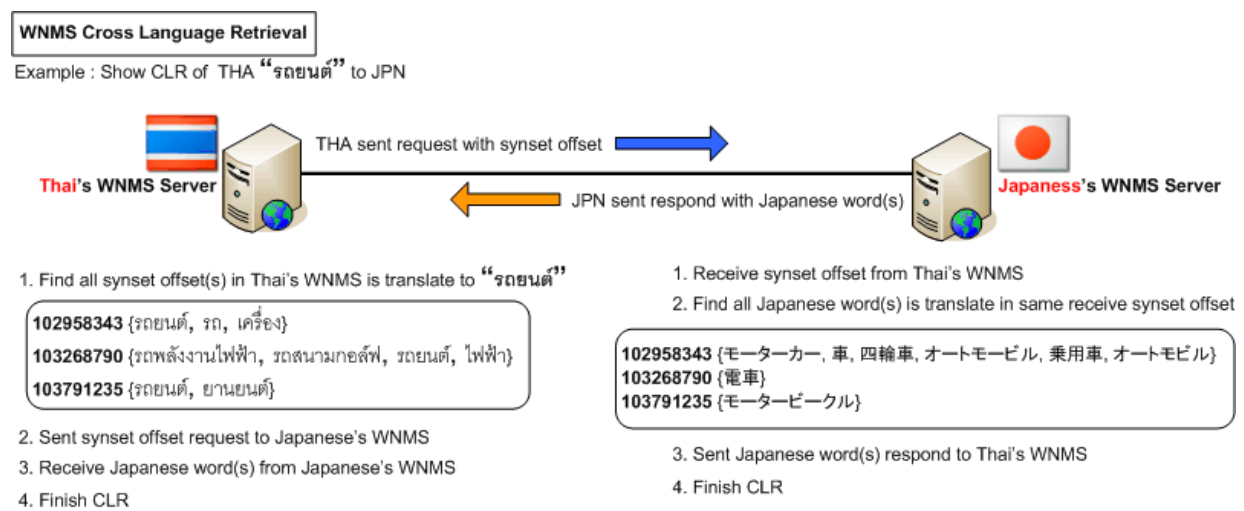 WNMS Cross Language Retrieval
Example : Show CLR of THA “รถยนต์” to JPN
THA sent request with synset offset
Thai's WNMS Server
Japaness's WNMS Server
JPN sent respond with Japanese word(s)
1. Find all synset offset(s) in Thai's WNMS is translate to “รถยนต์”
102958343 {รถยนต์, รถ, เครื่อง}
103268790 {รถพลังงานไฟฟ้า, รถสนามกอล์ฟ, รถยนต์, ไฟฟ้า}
103791235 {รถยนต์, ยานยนต์}
2. Sent synset offset request to Japanese's WNMS
3. Receive Japanese word(s) from Japanese's WNMS
4. Finish CLR
1. Receive synset offset from Thai's WNMS
2. Find all Japanese word(s) is translate in same receive synset offset
102958343 {モーターカー, 車, 四輪車, オートモービル, 乗用車, オートモビル}
103268790 {電車}
103791235 {モータービークル}
3. Sent Japanese word(s) respond to Thai's WNMS
4. Finish CLR